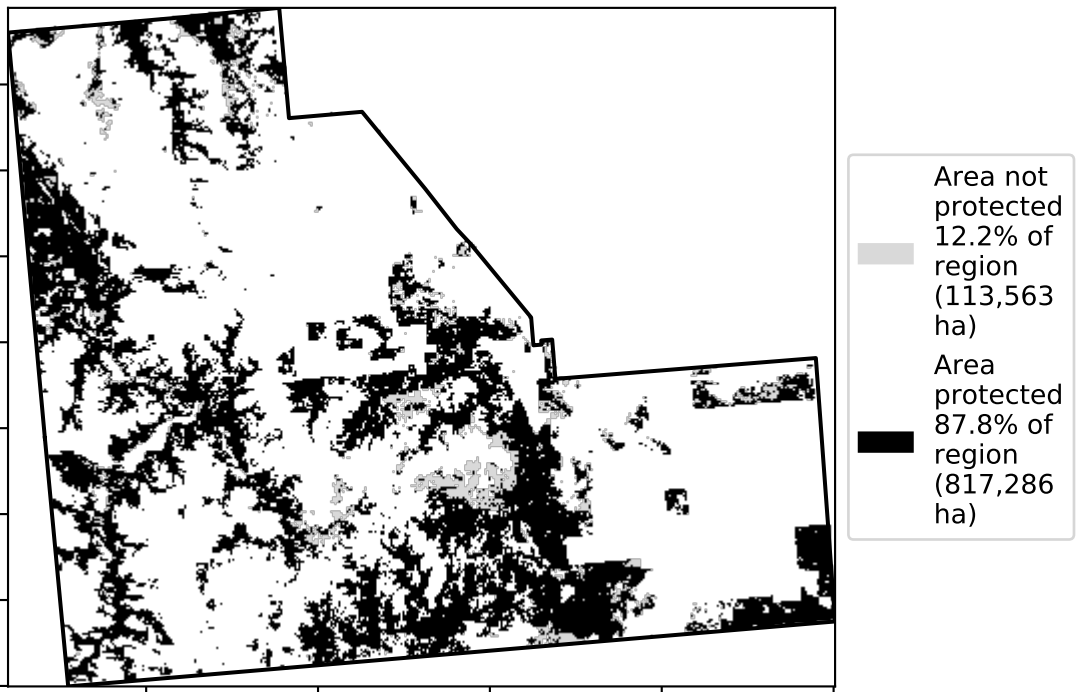 Area not
protected
12.2% of
region
(113,563
ha)
Area
protected
87.8% of
region
(817,286
ha)